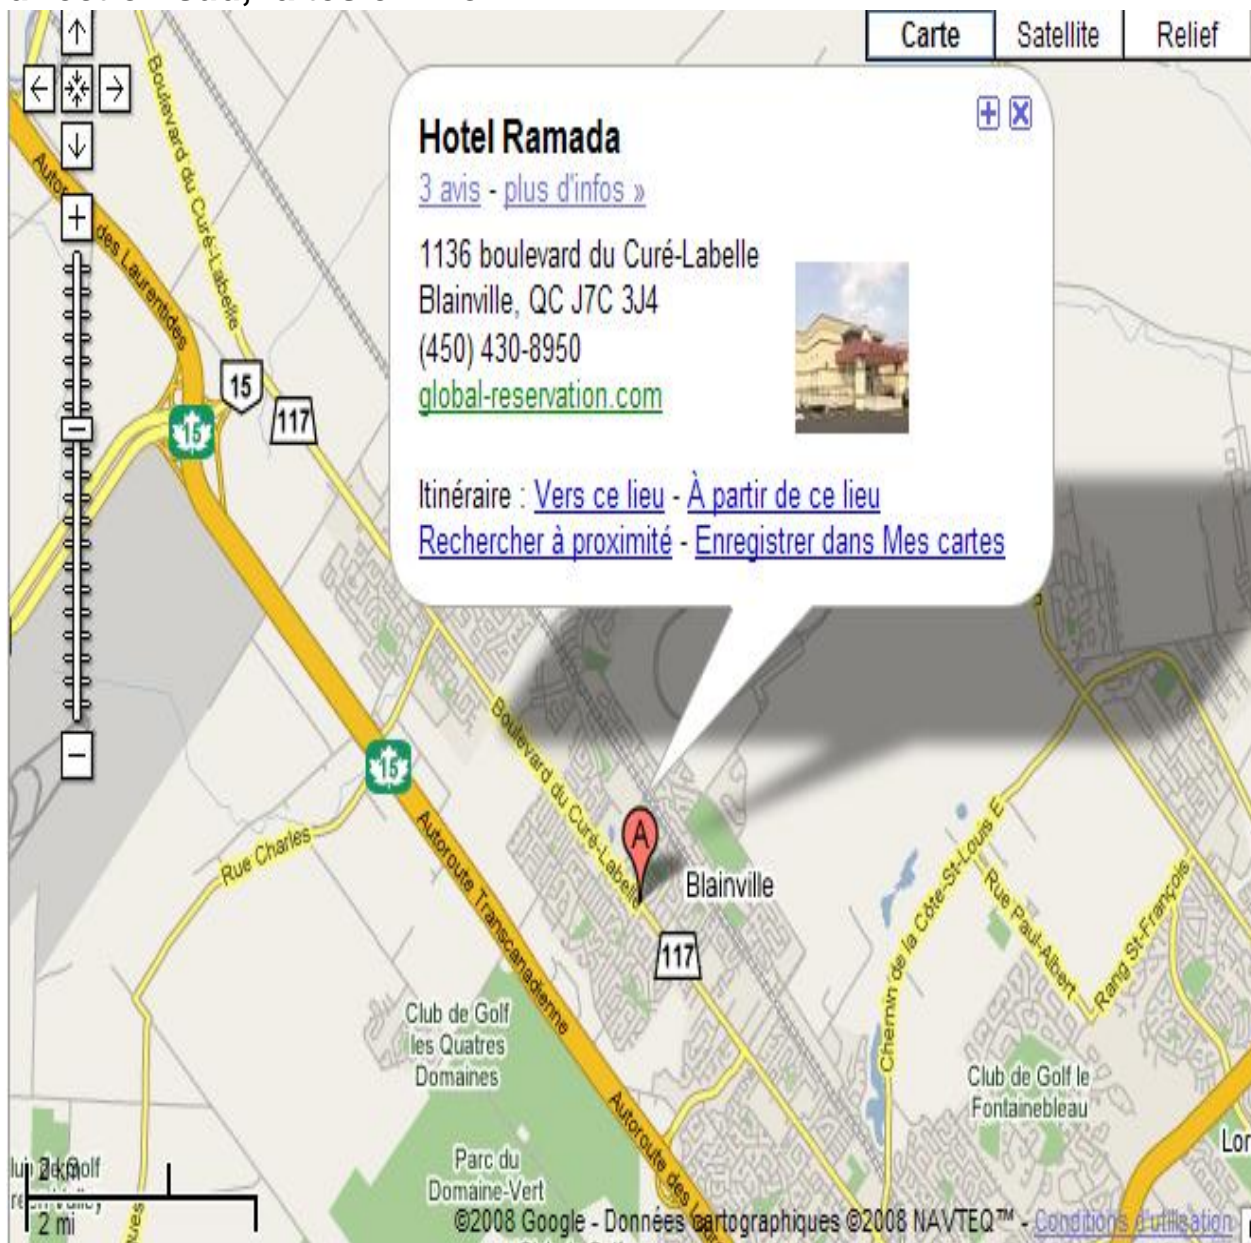 Carte
Satellite
Relief
Hotel Ramada
3 avis - plus d'infos »
1136 boulevard du Curé-Labelle
Blainville, QC J7C 3J4
(450) 430-8950
global-reservation.com
Itinéraire : Vers ce lieu - À partir de ce lieu
Rechercher à proximité - Enregistrer dans Mes cartes
Boulevard du Curé-Labelle
des Laurentides
15
117
15
Boulevard du Curé-Labelle
15
Rue Charles
Autoroute Transcanadienne
A
Blainville
117
Chemin de la Côte-St-Louis E
Rue Paul-Albert
Rang St-François
Club de Golf
les Quatres
Domaines
Club de Golf le
Fontainebleau
Parc du
Domaine-Vert
Autoroute des
2 km
2 mi
©2008 Google - Données cartographiques ©2008 NAVTEQ™ - Conditions d'utilisation